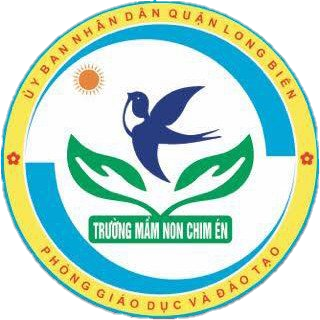 ỦY BAN NHÂN DÂN QUẬN LONG BIÊN
TRƯỜNG MẦM NON CHIM ÉN
PHÒNG GIÁO DỤC VÀ ĐÀO TẠO